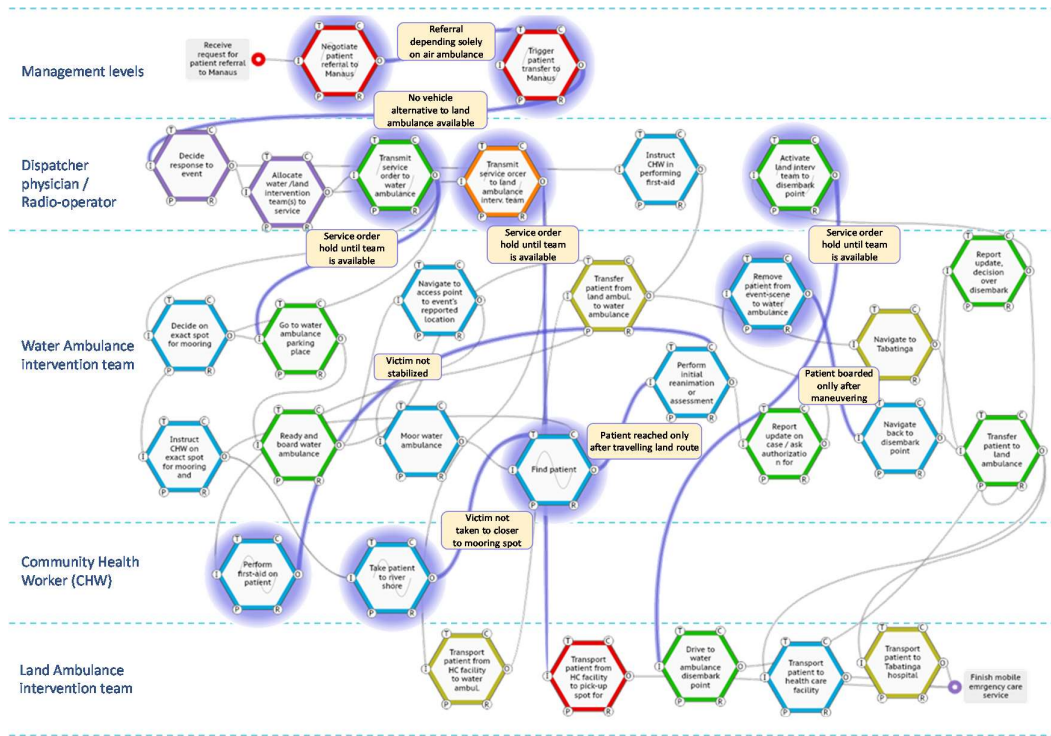 Receive
request for
patient referral
to Manaus
Negotiate
patient
referral to
Manaus
Referral
depending solely
on air ambulance
Trigger
patient
transfer to
Manaus
Management levels
No vehicle
alternative to land
ambulance available
Dispatcher
physician /
Radio-operator
Decide
response to
event
Allocate
water /land
intervention
team(s) to
service
Transmit
service
order to
water
ambulance
Transmit
service orcer
to land
ambulance
interv. team
Instruct
CHW in
performing
first-aid
Activate
land interv
team to
disembark
point
Service order
hold until team
is available
Service order
hold until team
is available
Service order
hold until team
is available
Water Ambulance
intervention team
Decide on
exact spot
for mooring
Go to water
ambulance
parking
place
Navigate to
access point
to event's
repported
location
Transfer
patient from
land ambul.
to water
ambulance
Remove
patient from
event-scene
to water
ambulance
Report
update,
decision
over
disembark
Navigate to
Tabatinga
Victim not
stabilized
Perform
initial
reanimation
or
assessment
Patient boarded
onlly after
maneuvering
Instruct
CHW on
exact spot
for mooring
and
Ready and
board water
ambulance
Moor water
ambulance
Find patient
Patient reached only
after travelling land route
Report
update on
case / ask
authorizatio
n for
Navigate
back to
disembark
point
Transfer
patient to
land
ambulance
Victim not
taken to closer
to mooring spot
Community Health
Worker (CHW)
Perform
first-aid on
patient
Take patient
to river
shore
Land Ambulance
intervention team
Transport
patient from
HC facility
to water
ambul.
Transport
patient from
HC facility
to pick-up
spot for
Drive to
water
ambulance
disembark
point
Transport
patient to
health care
facility
Transport
patient to
Tabatinga
hospital
Finish mobile
emrgency care
service